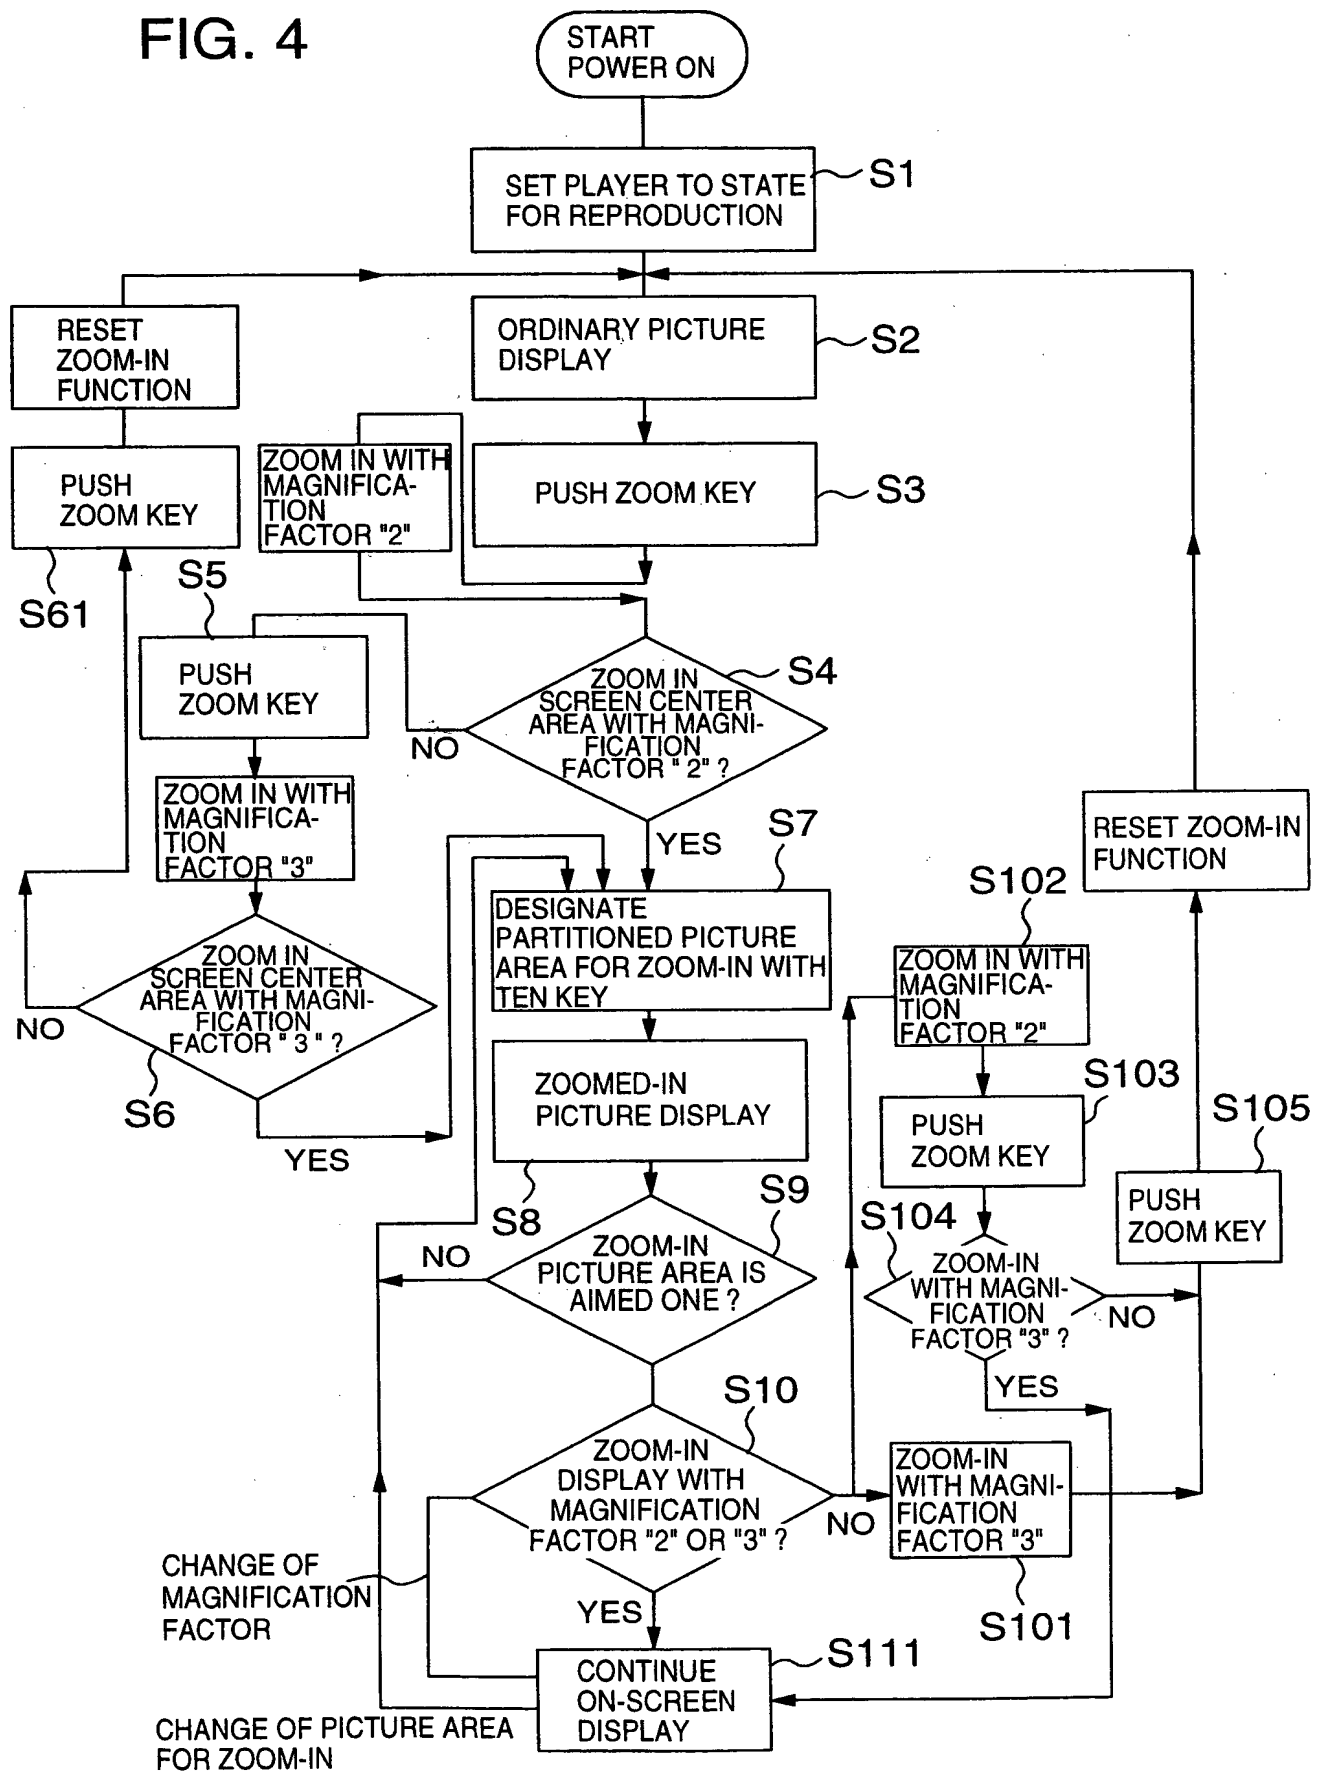 FIG. 4
START
POWER ON
SET PLAYER TO STATE
FOR REPRODUCTION
S1
RESET
ZOOM-IN
FUNCTION
ORDINARY PICTURE
DISPLAY
S2
PUSH
ZOOM KEY
S61
ZOOM IN WITH
MAGNIFICA-
TION
FACTOR "2"
PUSH ZOOM KEY
S3
S5
PUSH
ZOOM KEY
ZOOM IN
SCREEN CENTER
AREA WITH MAGNI-
FICATION
FACTOR " 2" ?
S4
NO
YES
ZOOM IN WITH
MAGNIFICA-
TION
FACTOR "3"
ZOOM IN
SCREEN CENTER
AREA WITH MAGNI-
FICATION
FACTOR " 3 " ?
NO
S6
YES
S7
DESIGNATE
PARTITIONED PICTURE
AREA FOR ZOOM-IN WITH
TEN KEY
ZOOMED-IN
PICTURE DISPLAY
S8
S9
ZOOM-IN
PICTURE AREA IS
AIMED ONE ?
NO
S10
ZOOM-IN
DISPLAY WITH
MAGNIFICATION
FACTOR "2" OR "3" ?
NO
YES
CHANGE OF
MAGNIFICATION
FACTOR
CONTINUE
ON-SCREEN
DISPLAY
S111
CHANGE OF PICTURE AREA
FOR ZOOM-IN
RESET ZOOM-IN
FUNCTION
S102
ZOOM IN WITH
MAGNIFICA-
TION
FACTOR "2"
S103
PUSH
ZOOM KEY
S105
PUSH
ZOOM KEY
S104
ZOOM-IN
WITH MAGNI-
FICATION
FACTOR "3" ?
NO
YES
ZOOM-IN
WITH MAGNI-
FICATION
FACTOR "3"
S101